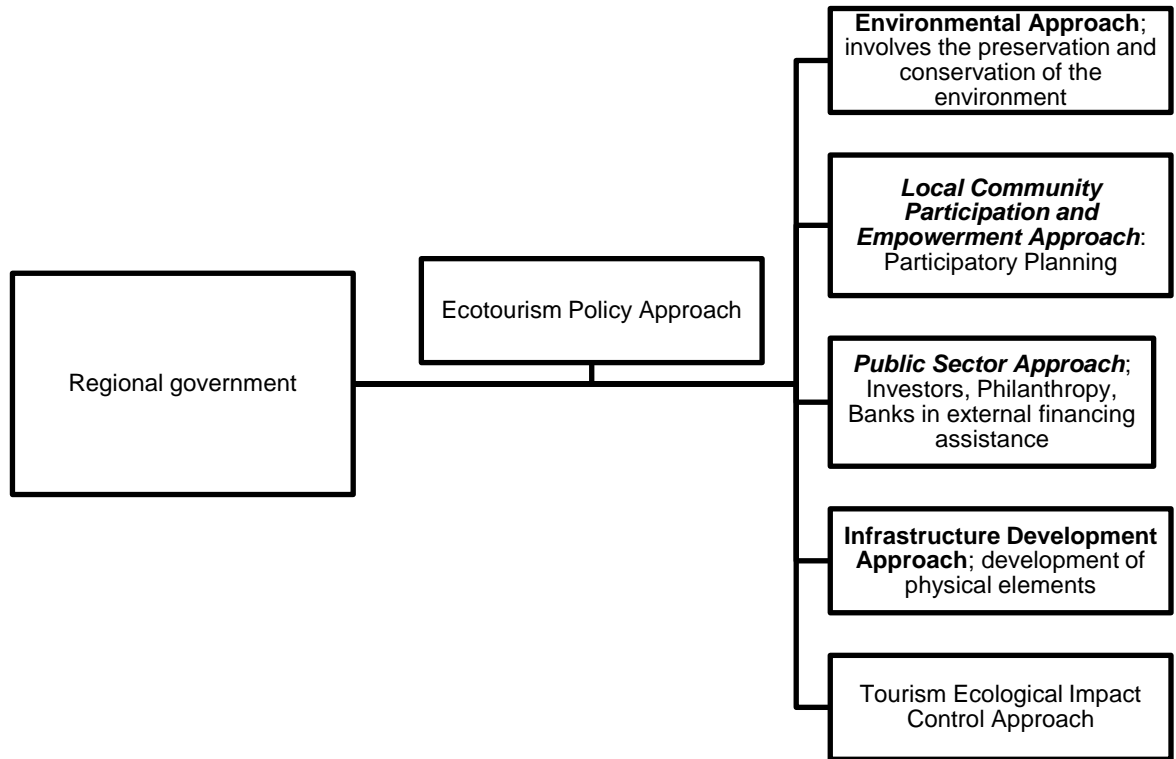 Regional government
Ecotourism Policy Approach
Environmental Approach;
involves the preservation and
conservation of the
environment
Local Community
Participation and
Empowerment Approach:
Participatory Planning
Public Sector Approach;
Investors, Philanthropy,
Banks in external financing
assistance
Infrastructure Development
Approach; development of
physical elements
Tourism Ecological Impact
Control Approach